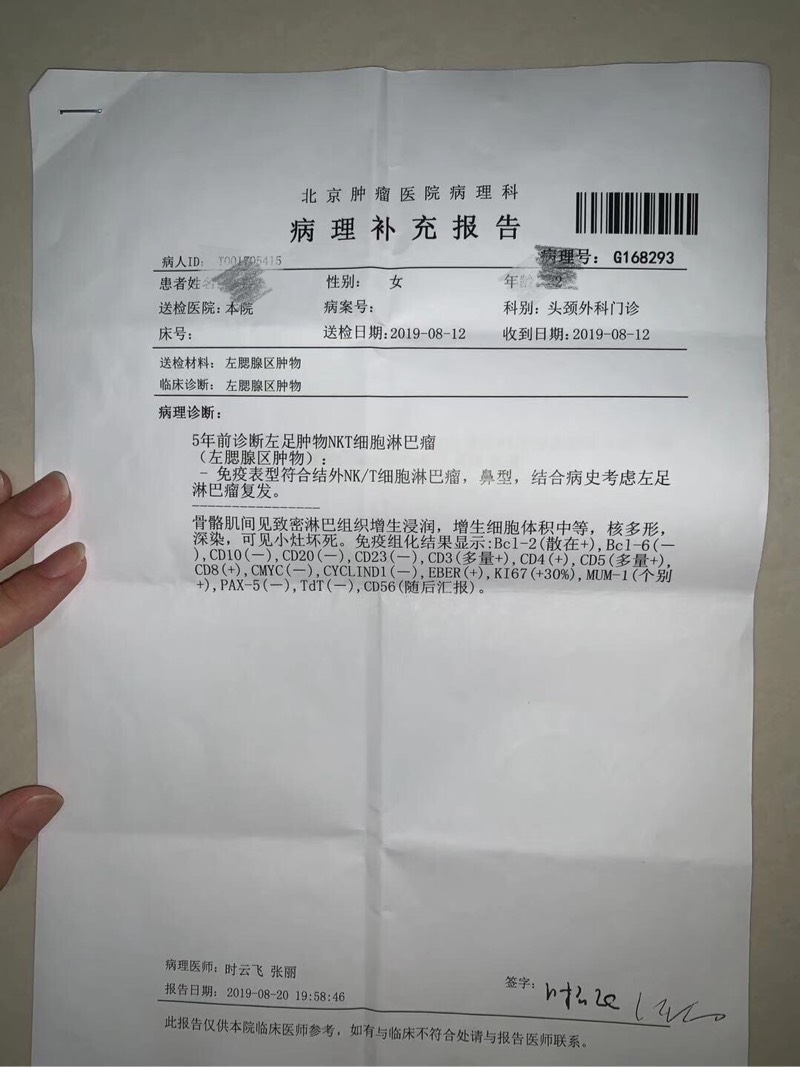 北京肿瘤医院病理科
病理补充报告
病人ID: T001705415
病理号: G168293
患者姓名
性别: 女
年龄:
送检医院: 本院
病案号:
科别: 头颈外科门诊
床号:
送检日期:2019-08-12
收到日期:2019-08-12
送检材料: 左腮腺区肿物
临床诊断: 左腮腺区肿物
病理诊断:
5年前诊断左足肿物NKT细胞淋巴瘤
(左腮腺区肿物):
- 免疫表型符合结外NK/T细胞淋巴瘤, 鼻型, 结合病史考虑左足
淋巴瘤复发。
骨骼肌间见致密淋巴组织增生浸润, 增生细胞体积中等, 核多形,
深染, 可见小灶坏死。免疫组化结果显示:Bcl-2(散在+),Bcl-6(—
),CD10(—),CD20(—),CD23(—),CD3(多量+),CD4(+),CD5(多量+),
CD8(+),CMYC(—),CYCLIND1(—),EBER(+),KI67(+30%),MUM-1(个别
+),PAX-5(—),TdT(—),CD56(随后汇报)。
病理医师: 时云飞 张丽
签字:
报告日期: 2019-08-20 19:58:46
此报告仅供本院临床医师参考, 如有与临床不符合处请与报告医师联系。